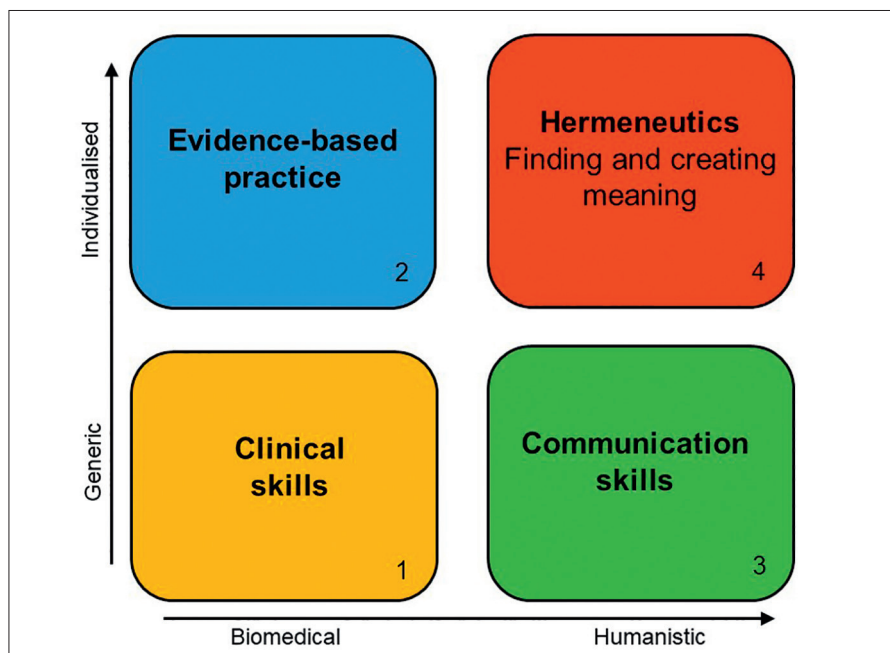 Individualised
Generic
Evidence-based
practice
2
Hermeneutics
Finding and creating
meaning
4
Clinical
skills
1
Communication
skills
3
Biomedical
Humanistic